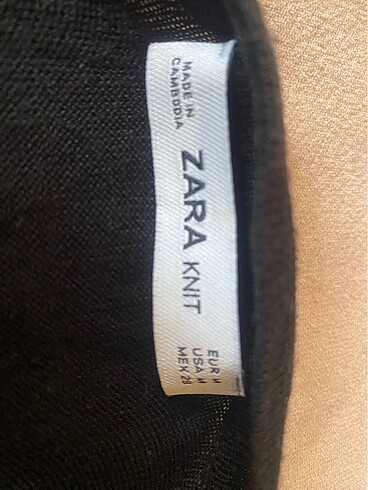 MADE IN
CAMBODIA
ZARA KNIT
EUR M
USA M
MEX 28